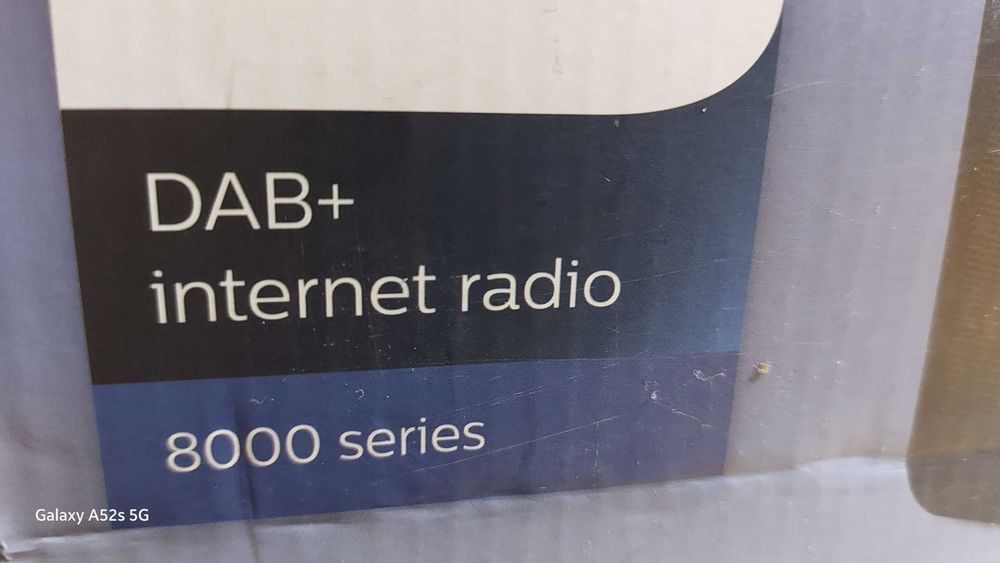 DAB+
internet radio
8000 series
Galaxy A52s 5G